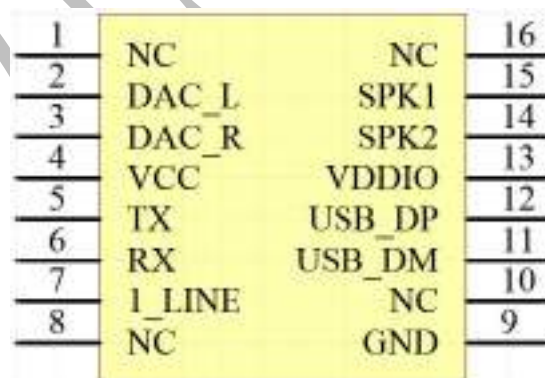 1 NC NC 16
2 DAC_L SPK1 15
3 DAC_R SPK2 14
4 VCC VDDIO 13
5 TX USB_DP 12
6 RX USB_DM 11
7 1_LINE NC 10
8 NC GND 9